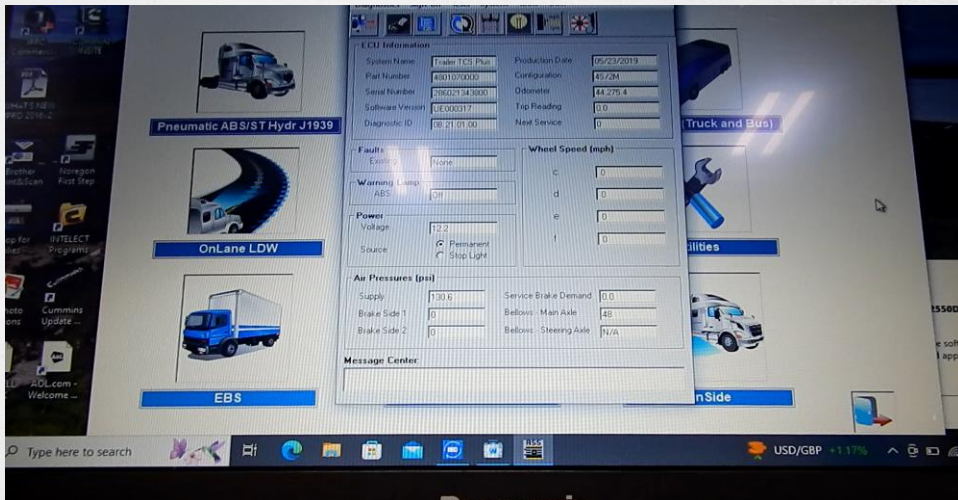 Pneumatic ABS/ST Hydr J1939
OnLane LDW
EBS
(Truck and Bus)
ilities
nSide
ECU Information
System Name Trailer TCS Plus Production Date 05/23/2019
Part Number 4801070000 Configuration 4S/2M
Serial Number Odometer 44,275.4
Software Version UE000317 Trip Reading 0.0
Diagnostic ID 08.21.01.00 Next Service 0
Faults
Existing None
Warning Lamp
ABS Off
Wheel Speed (mph)
c 0
d 0
e 0
f 0
Power
Voltage 12.2
Source Permanent
Stop Light
Air Pressures (psi)
Supply 130.6 Service Brake Demand 0.0
Brake Side 1 0 Bellows - Main Axle 48
Brake Side 2 0 Bellows - Steering Axle N/A
Message Center
Noregon
First Step
INTELECT
Programs
Cummins
Update ...
AOL.com -
Welcome ...
Type here to search
USD/GBP +1.17%